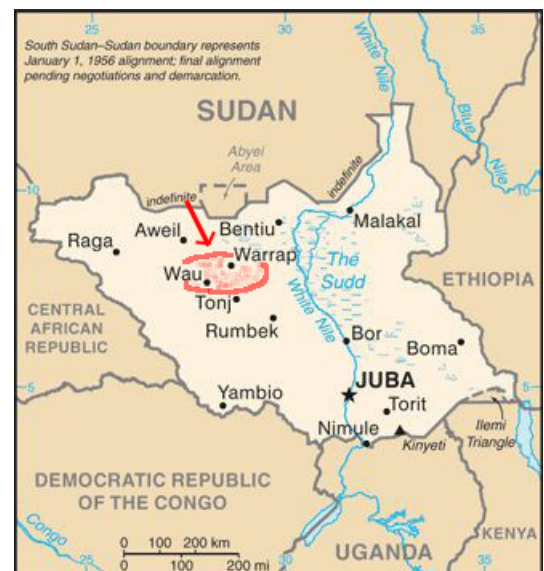 25
30
35
South Sudan–Sudan boundary represents
January 1, 1956 alignment; final alignment
pending negotiations and demarcation.
White Nile
Blue
Nile
SUDAN
Abyei
Area
10
10
indefinite
indefinite
Aweil
Bentiu
Malakal
Raga
Warrap
The
Sudd
Wau
ETHIOPIA
Tonj
White Nile
CENTRAL
AFRICAN
REPUBLIC
Rumbek
Bor
Boma
5
5
JUBA
Yambio
Torit
Nimule
Kinyeti
Ilemi
Triangle
DEMOCRATIC REPUBLIC
OF THE CONGO
Congo
KENYA
UGANDA
0 100 200 km
0 100 200 mi
25
30
35